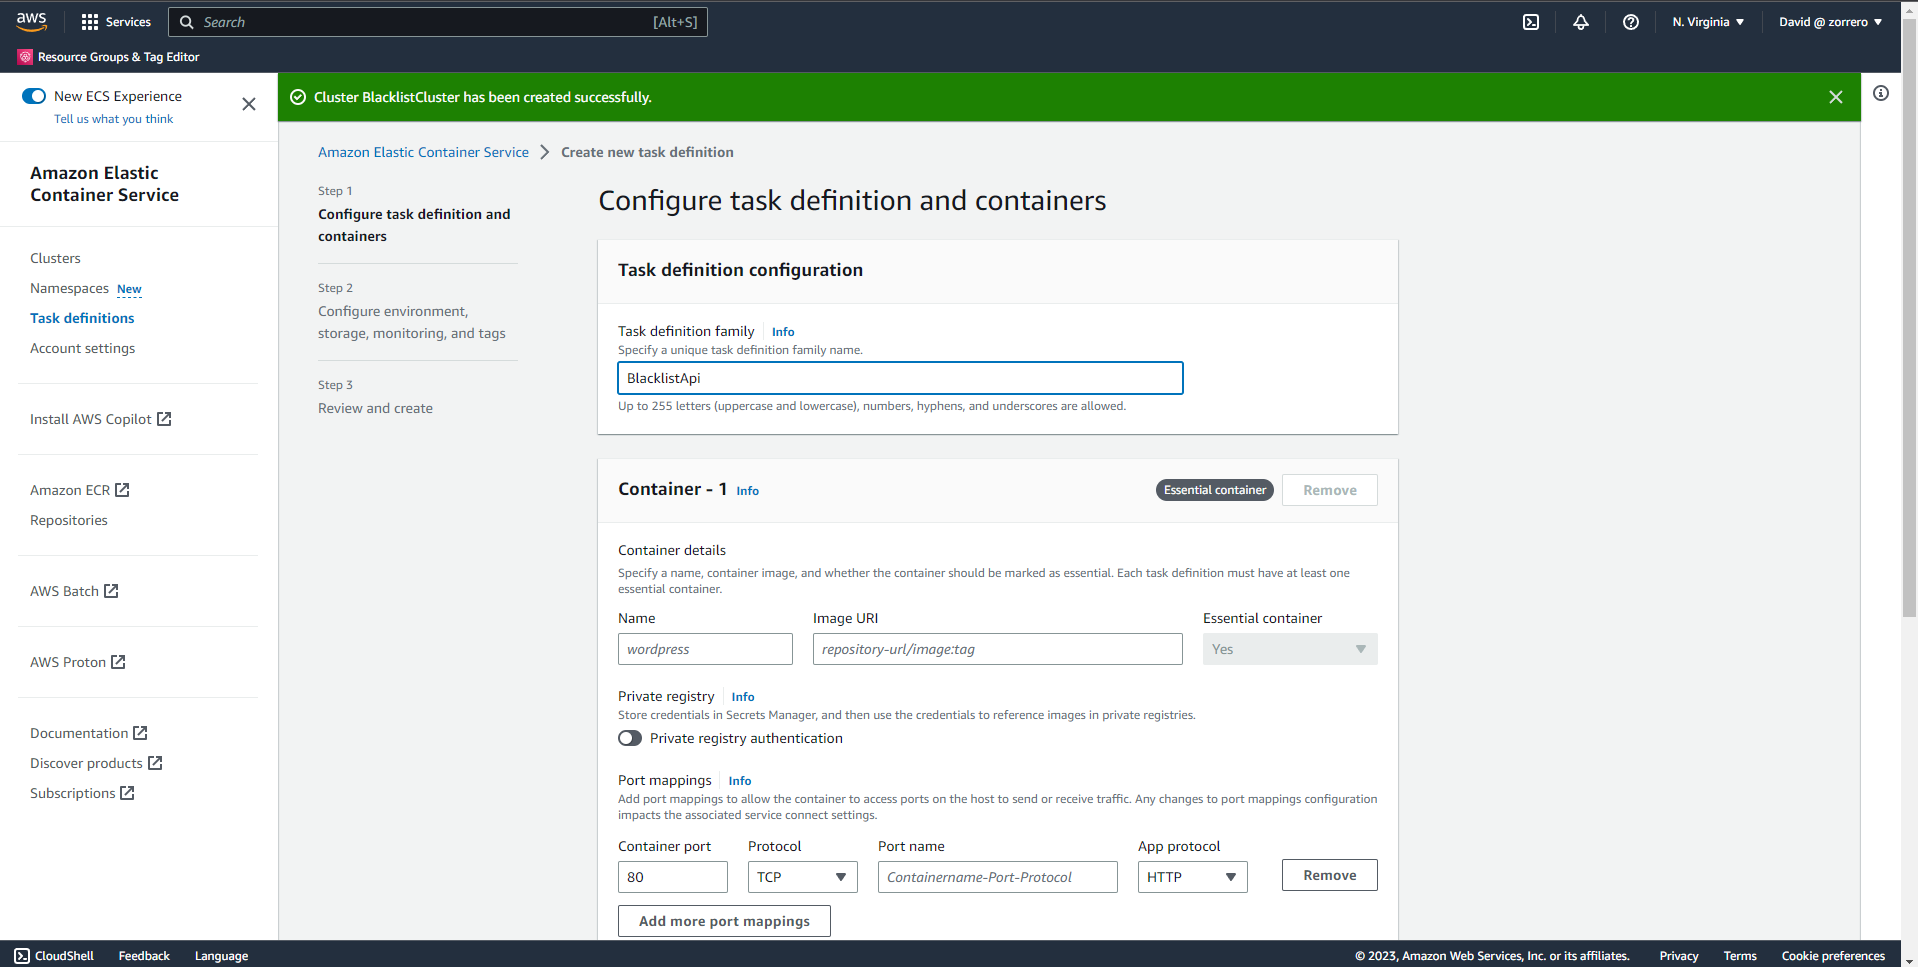 aws
Services
Search
[Alt+S]
N. Virginia
David @ zorrero
Resource Groups & Tag Editor
New ECS Experience
Tell us what you think
Amazon Elastic
Container Service
Clusters
Namespaces New
Task definitions
Account settings
Install AWS Copilot
Amazon ECR
Repositories
AWS Batch
AWS Proton
Documentation
Discover products
Subscriptions
Cluster BlacklistCluster has been created successfully.
Amazon Elastic Container Service > Create new task definition
Step 1
Configure task definition and
containers
Step 2
Configure environment,
storage, monitoring, and tags
Step 3
Review and create
Configure task definition and containers
Task definition configuration
Task definition family Info
Specify a unique task definition family name.
BlacklistApi
Up to 255 letters (uppercase and lowercase), numbers, hyphens, and underscores are allowed.
Container - 1 Info
Essential container
Remove
Container details
Specify a name, container image, and whether the container should be marked as essential. Each task definition must have at least one
essential container.
Name Image URI Essential container
wordpress repository-url/image:tag Yes
Private registry Info
Store credentials in Secrets Manager, and then use the credentials to reference images in private registries.
Private registry authentication
Port mappings Info
Add port mappings to allow the container to access ports on the host to send or receive traffic. Any changes to port mappings configuration
impacts the associated service connect settings.
Container port Protocol Port name App protocol
80 TCP Containername-Port-Protocol HTTP Remove
Add more port mappings
CloudShell Feedback Language
© 2023, Amazon Web Services, Inc. or its affiliates. Privacy Terms Cookie preferences